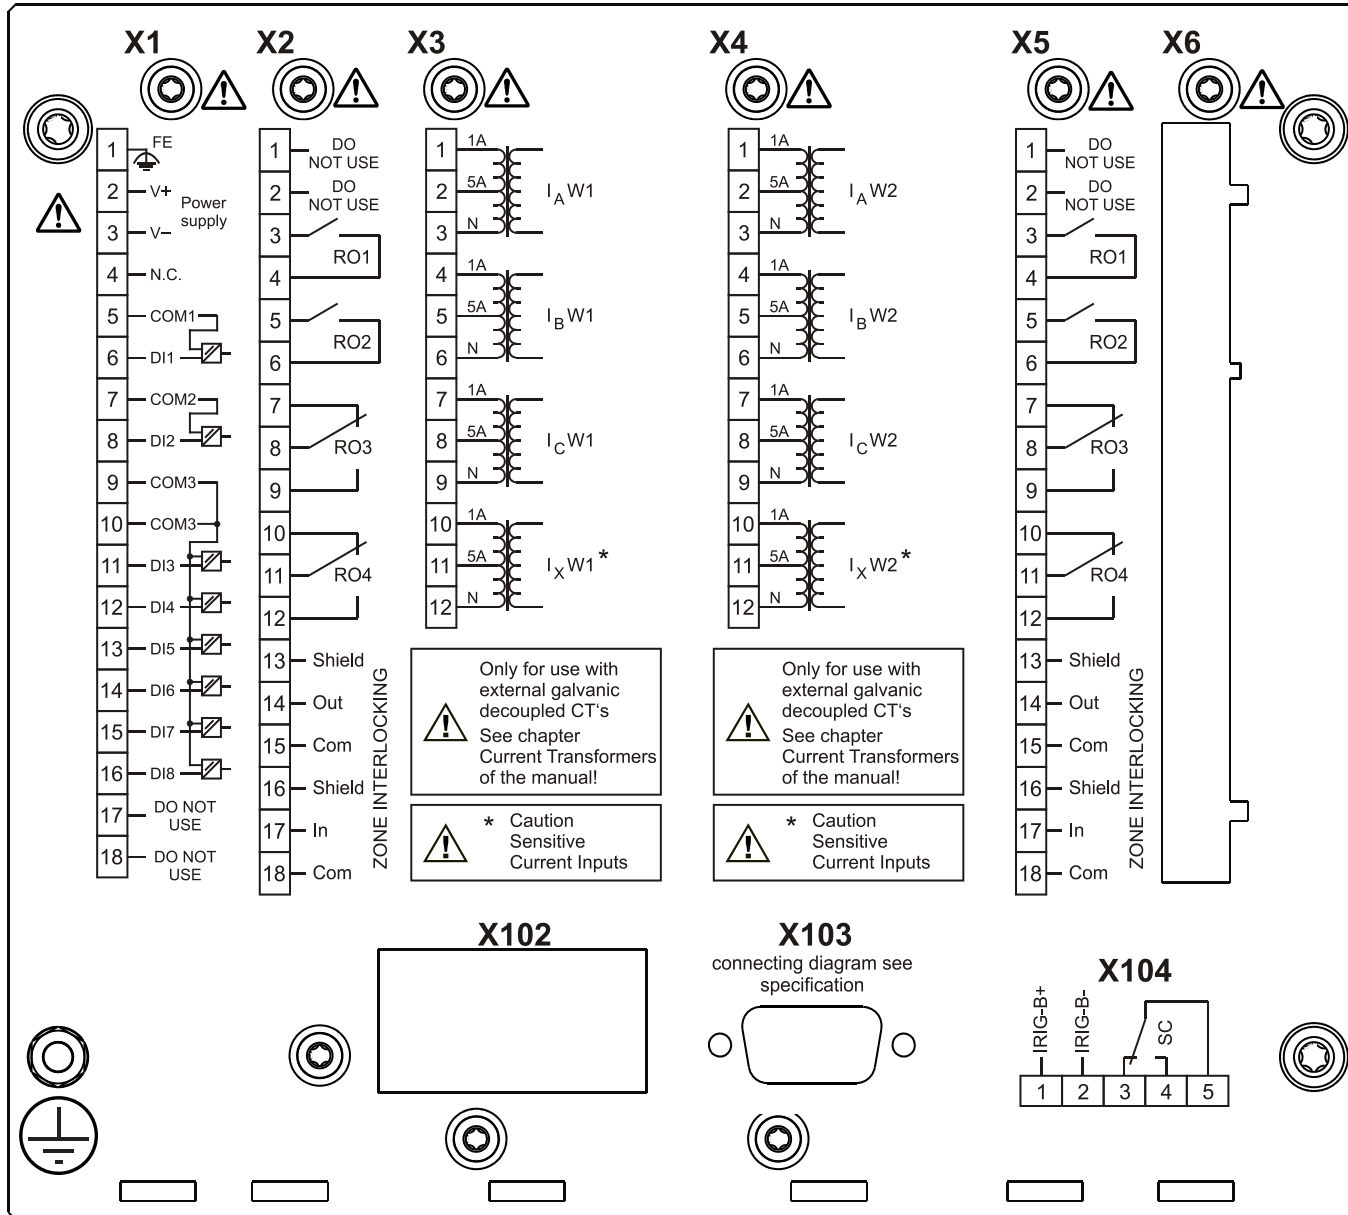 X1
X2
X3
X4
X5
X6
1 FE
2 V+
Power
supply
3 V–
4 N.C.
5 COM1
6 DI1
7 COM2
8 DI2
9 COM3
10 COM3
11 DI3
12 DI4
13 DI5
14 DI6
15 DI7
16 DI8
17 DO NOT
USE
18 DO NOT
USE
1 DO
NOT USE
2 DO
NOT USE
3
RO1
4
5
RO2
6
7
8 RO3
9
10
11 RO4
12
13 Shield
14 Out
15 Com
16 Shield
17 In
18 Com
ZONE INTERLOCKING
1 1A
2 5A IAW1
3 N
4 1A
5 5A IBW1
6 N
7 1A
8 5A ICW1
9 N
10 1A
11 5A IXW1*
12 N
Only for use with
external galvanic
decoupled CT‘s
See chapter
Current Transformers
of the manual!
* Caution
Sensitive
Current Inputs
1 1A
2 5A IAW2
3 N
4 1A
5 5A IBW2
6 N
7 1A
8 5A ICW2
9 N
10 1A
11 5A IXW2*
12 N
Only for use with
external galvanic
decoupled CT‘s
See chapter
Current Transformers
of the manual!
* Caution
Sensitive
Current Inputs
1 DO
NOT USE
2 DO
NOT USE
3
RO1
4
5
RO2
6
7
8 RO3
9
10
11 RO4
12
13 Shield
14 Out
15 Com
16 Shield
17 In
18 Com
ZONE INTERLOCKING
X102
X103
connecting diagram see
specification
X104
IRIG-B+
IRIG-B-
SC
1 2 3 4 5